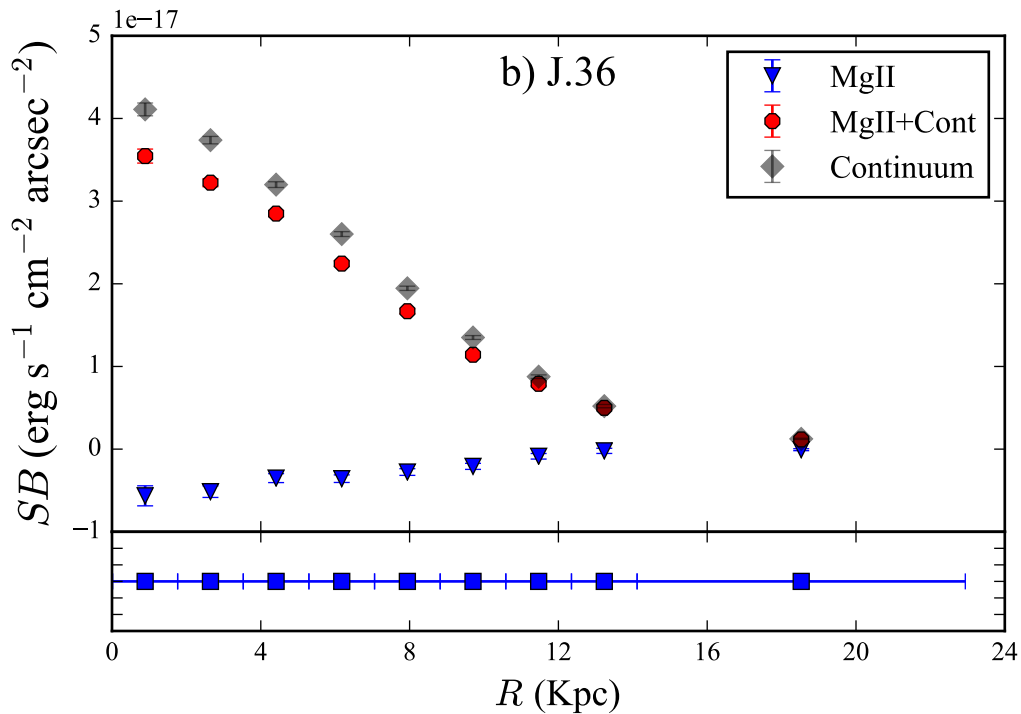 1e−17
b) J.36
MgII
MgII+Cont
Continuum
5
4
3
2
1
0
−1
SB (erg s−1 cm−2 arcsec−2)
0 4 8 12 16 20 24
R (Kpc)